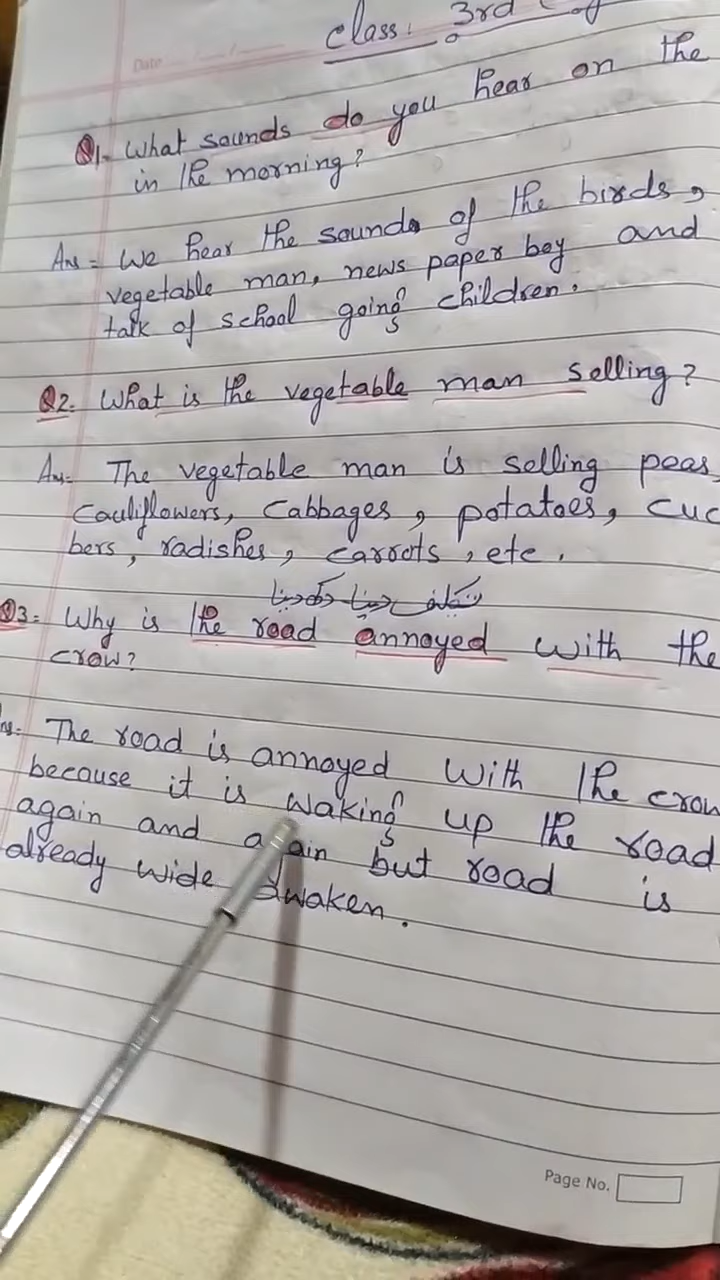 Class: 3rd
Date
Q1- What sounds do you hear on the
in the morning?
Ans = We hear the sounds of the birds,
vegetable man, news paper boy and
talk of school going children.
Q2. What is the vegetable man selling?
Ans- The vegetable man is selling peas,
Cauliflowers, Cabbages, potatoes, cuc
bers, radishes, carrots, etc.
Q3- Why is the road annoyed with the
crow?
Ans- The road is annoyed with the crow
because it is waking up the road
again and again but road is
already wide awaken.
Page No.